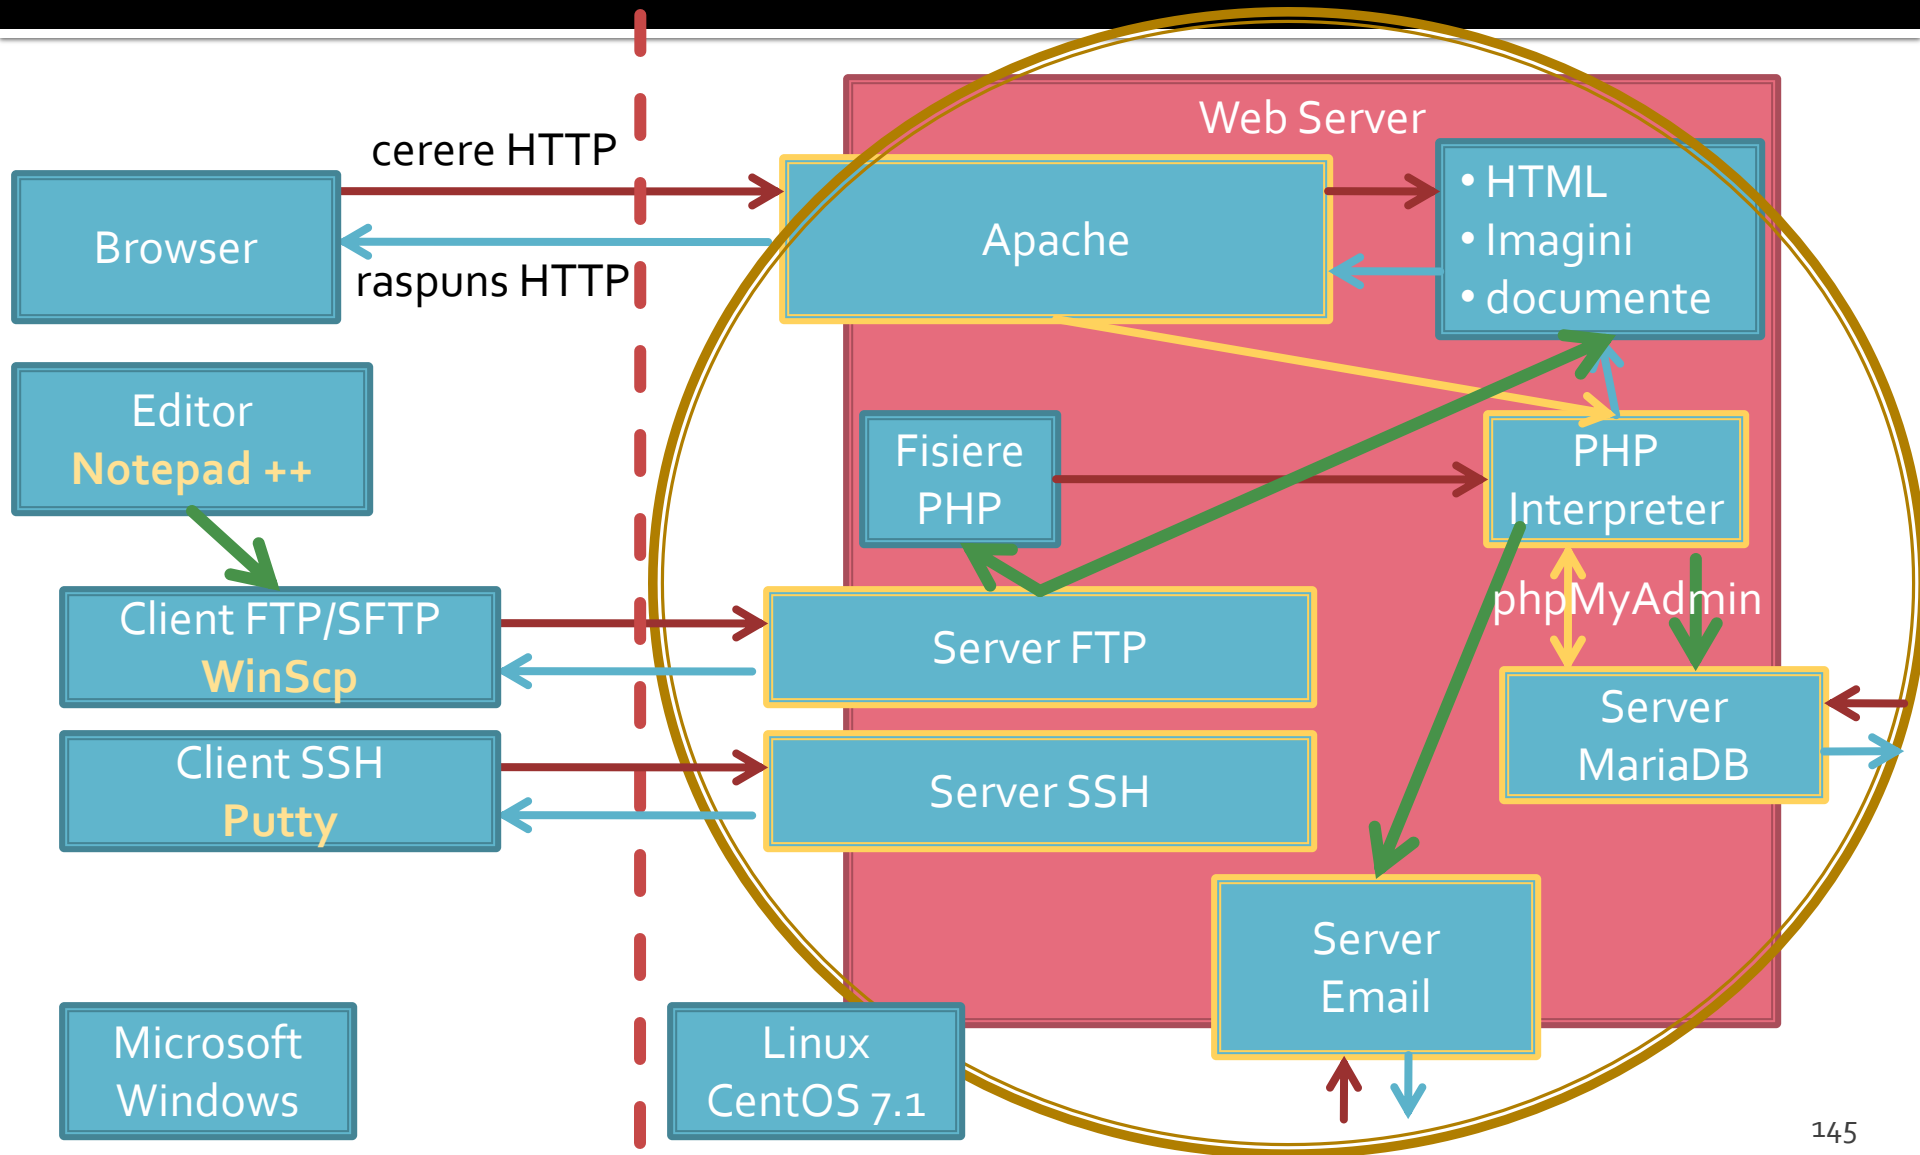 Web Server
cerere HTTP
Browser
raspuns HTTP
Apache
• HTML
• Imagini
• documente
Editor
Notepad ++
Fisiere
PHP
PHP
Interpreter
phpMyAdmin
Client FTP/SFTP
WinScp
Server FTP
Server
MariaDB
Client SSH
Putty
Server SSH
Server
Email
Microsoft
Windows
Linux
CentOS 7.1
145